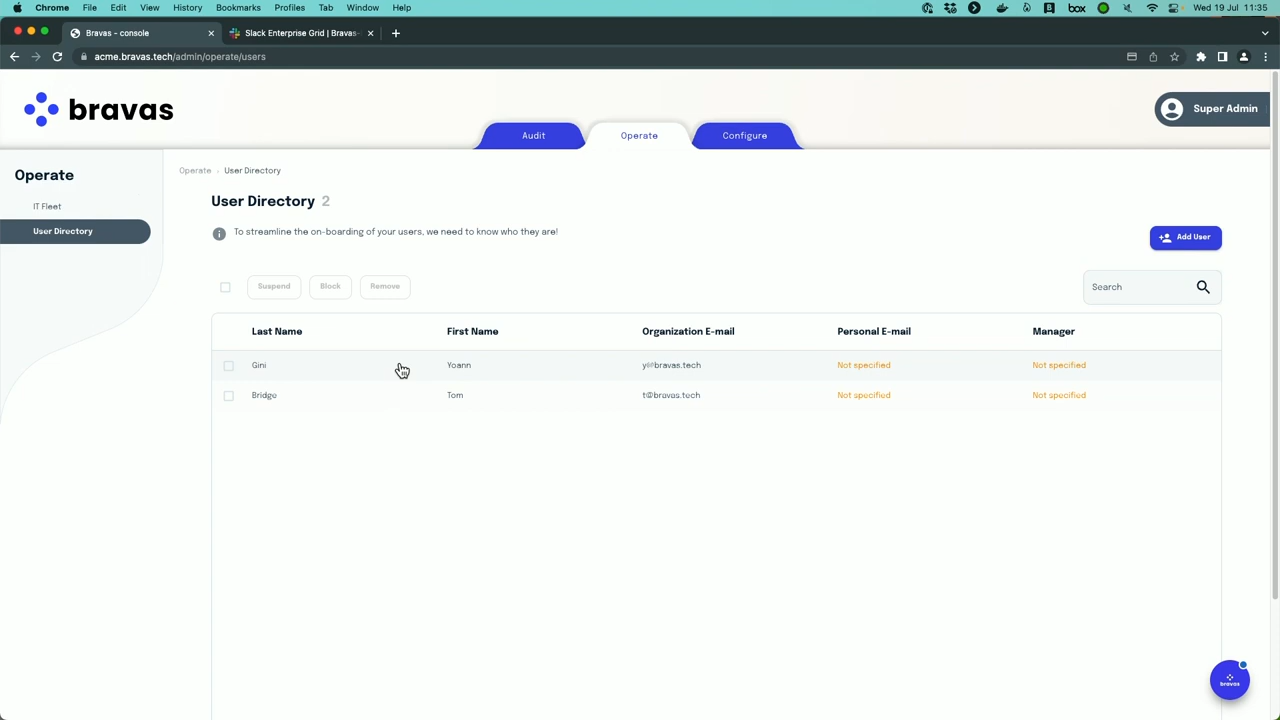 Chrome File Edit View History Bookmarks Profiles Tab Window Help box Wed 19 Jul 11:35
Bravas - console Slack Enterprise Grid | Bravas-
acme.bravas.tech/admin/operate/users
bravas
Super Admin
Audit Operate Configure
Operate
IT Fleet
User Directory
Operate › User Directory
User Directory 2
To streamline the on-boarding of your users, we need to know who they are!
Add User
Suspend Block Remove
Search
Last Name First Name Organization E-mail Personal E-mail Manager
Gini Yoann y@bravas.tech Not specified Not specified
Bridge Tom t@bravas.tech Not specified Not specified
bravas